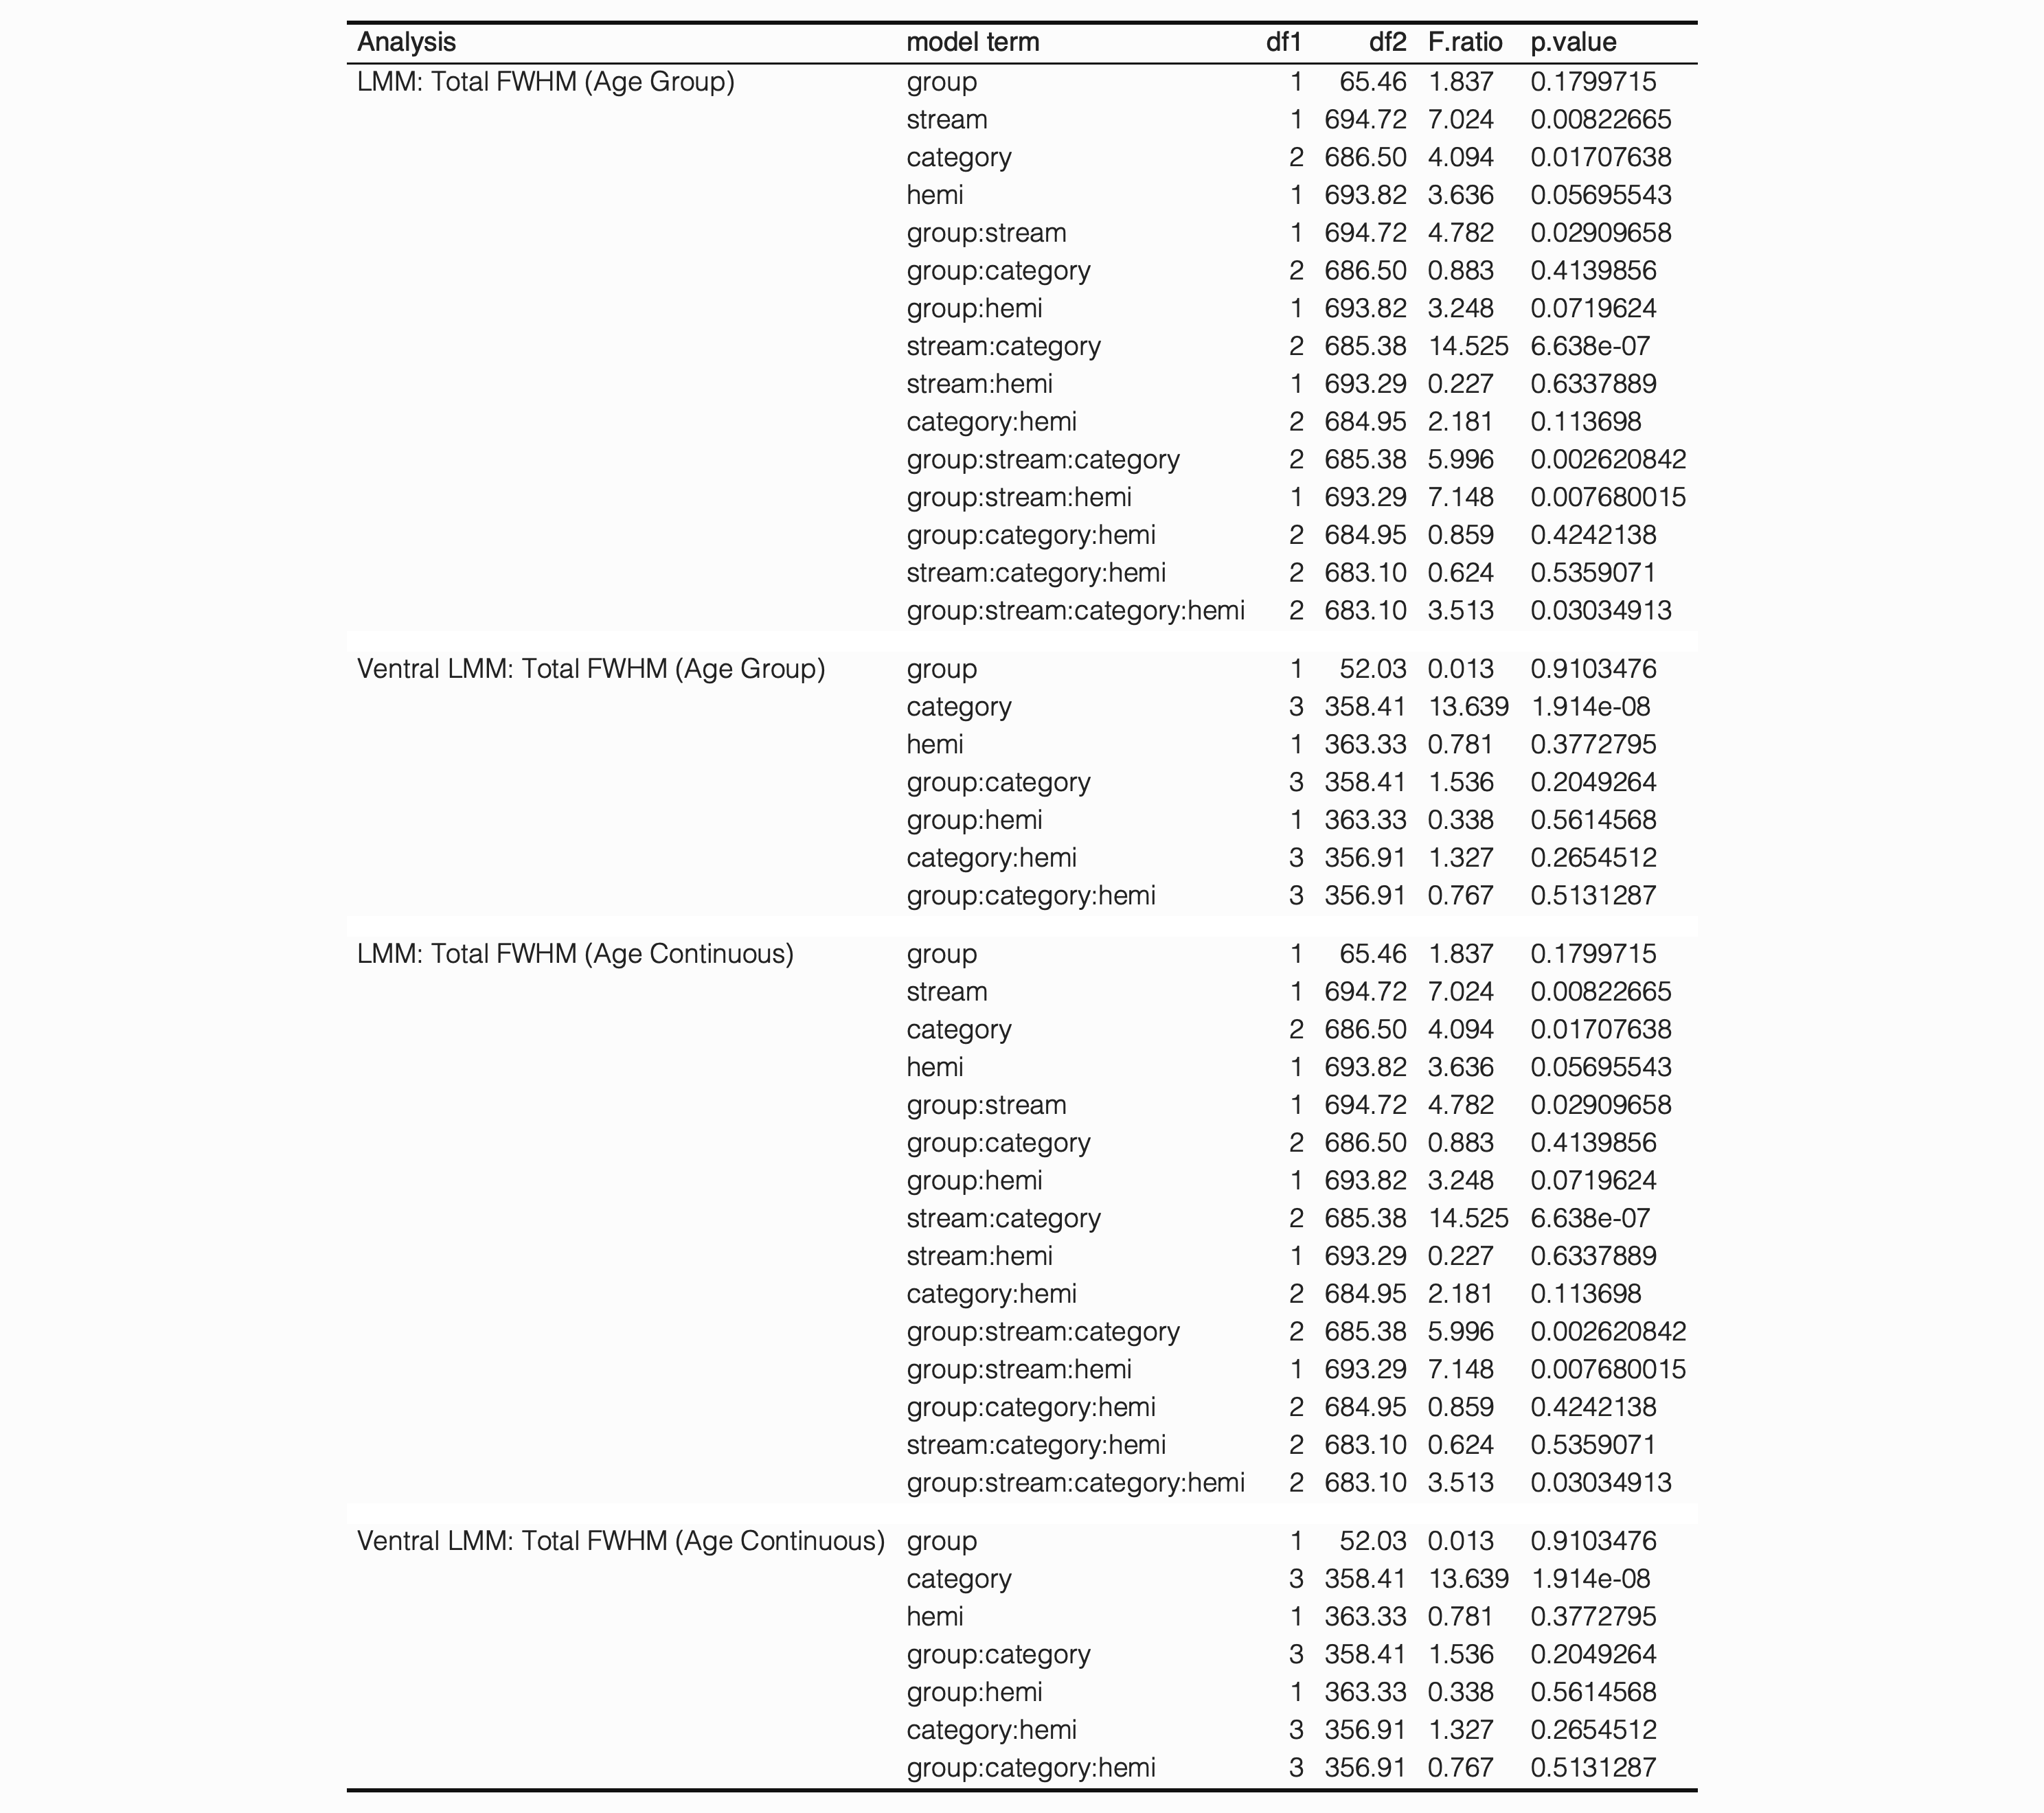 Analysis model term df1 df2 F.ratio p.value
LMM: Total FWHM (Age Group) group 1 65.46 1.837 0.1799715
stream 1 694.72 7.024 0.00822665
category 2 686.50 4.094 0.01707638
hemi 1 693.82 3.636 0.05695543
group:stream 1 694.72 4.782 0.02909658
group:category 2 686.50 0.883 0.4139856
group:hemi 1 693.82 3.248 0.0719624
stream:category 2 685.38 14.525 6.638e-07
stream:hemi 1 693.29 0.227 0.6337889
category:hemi 2 684.95 2.181 0.113698
group:stream:category 2 685.38 5.996 0.002620842
group:stream:hemi 1 693.29 7.148 0.007680015
group:category:hemi 2 684.95 0.859 0.4242138
stream:category:hemi 2 683.10 0.624 0.5359071
group:stream:category:hemi 2 683.10 3.513 0.03034913
Ventral LMM: Total FWHM (Age Group) group 1 52.03 0.013 0.9103476
category 3 358.41 13.639 1.914e-08
hemi 1 363.33 0.781 0.3772795
group:category 3 358.41 1.536 0.2049264
group:hemi 1 363.33 0.338 0.5614568
category:hemi 3 356.91 1.327 0.2654512
group:category:hemi 3 356.91 0.767 0.5131287
LMM: Total FWHM (Age Continuous) group 1 65.46 1.837 0.1799715
stream 1 694.72 7.024 0.00822665
category 2 686.50 4.094 0.01707638
hemi 1 693.82 3.636 0.05695543
group:stream 1 694.72 4.782 0.02909658
group:category 2 686.50 0.883 0.4139856
group:hemi 1 693.82 3.248 0.0719624
stream:category 2 685.38 14.525 6.638e-07
stream:hemi 1 693.29 0.227 0.6337889
category:hemi 2 684.95 2.181 0.113698
group:stream:category 2 685.38 5.996 0.002620842
group:stream:hemi 1 693.29 7.148 0.007680015
group:category:hemi 2 684.95 0.859 0.4242138
stream:category:hemi 2 683.10 0.624 0.5359071
group:stream:category:hemi 2 683.10 3.513 0.03034913
Ventral LMM: Total FWHM (Age Continuous) group 1 52.03 0.013 0.9103476
category 3 358.41 13.639 1.914e-08
hemi 1 363.33 0.781 0.3772795
group:category 3 358.41 1.536 0.2049264
group:hemi 1 363.33 0.338 0.5614568
category:hemi 3 356.91 1.327 0.2654512
group:category:hemi 3 356.91 0.767 0.5131287